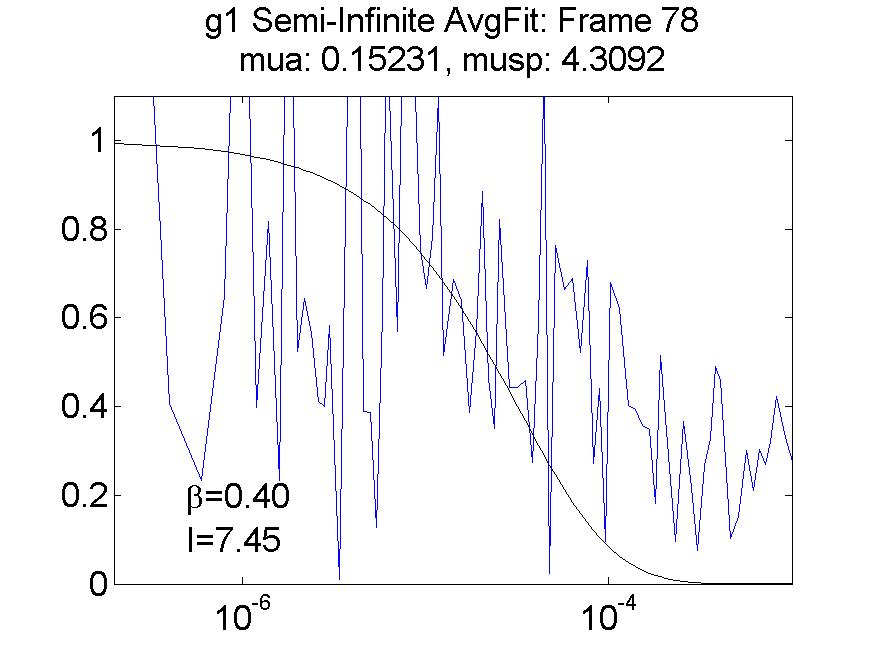 g1 Semi-Infinite AvgFit: Frame 78
mua: 0.15231, musp: 4.3092
1
0.8
0.6
0.4
0.2
0
β=0.40
I=7.45
10^-6
10^-4